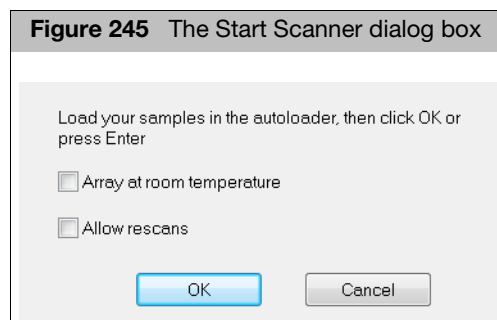 Figure 245 The Start Scanner dialog box
Load your samples in the autoloader, then click OK or
press Enter
Array at room temperature
Allow rescans
OK Cancel